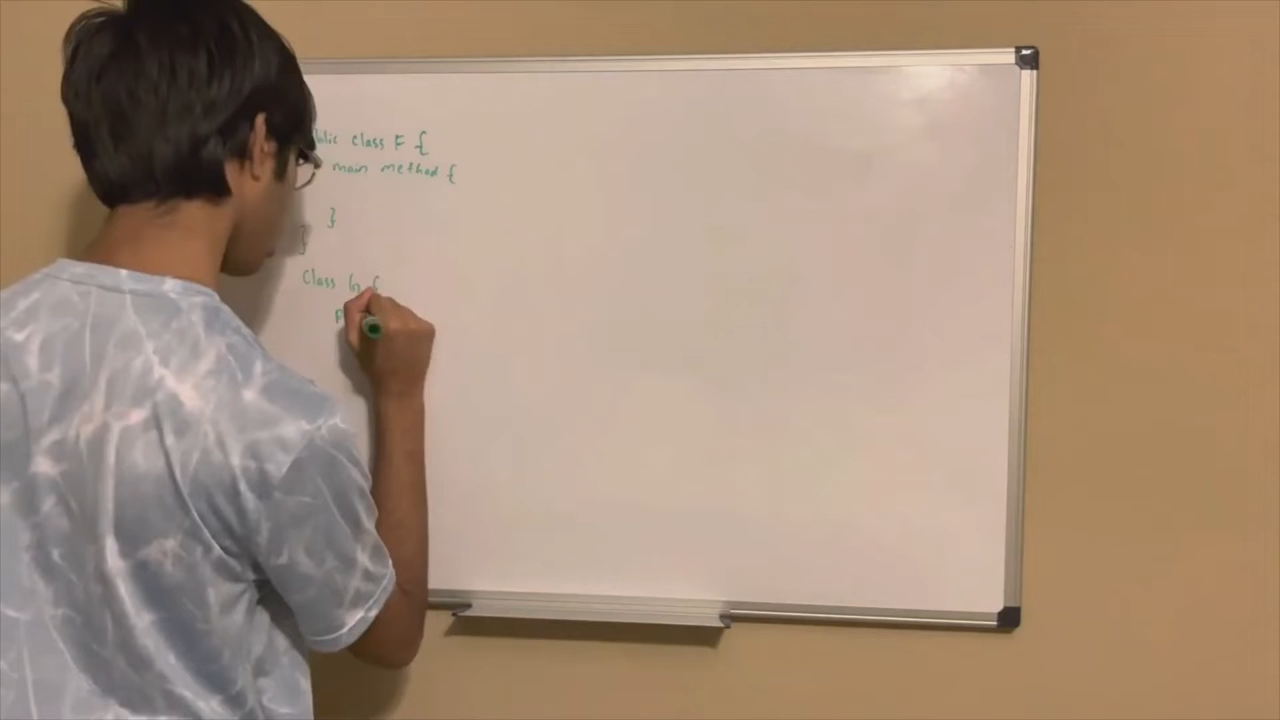 blic class F {
main method {
}
}
Class G {
P